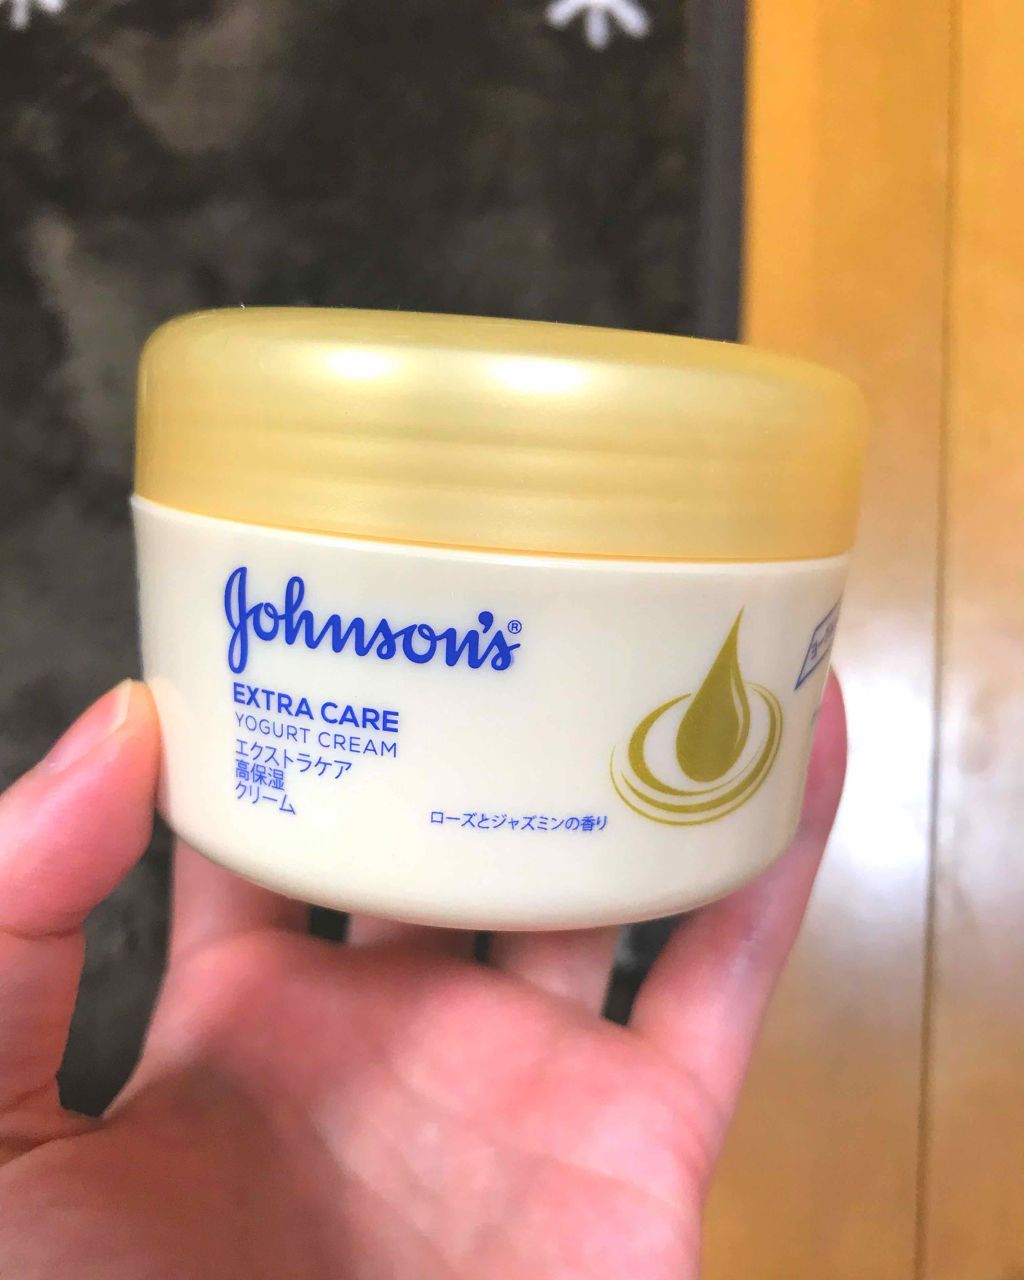 Johnson's®
EXTRA CARE
YOGURT CREAM
エクストラケア
高保湿
クリーム
ローズとジャズミンの香り